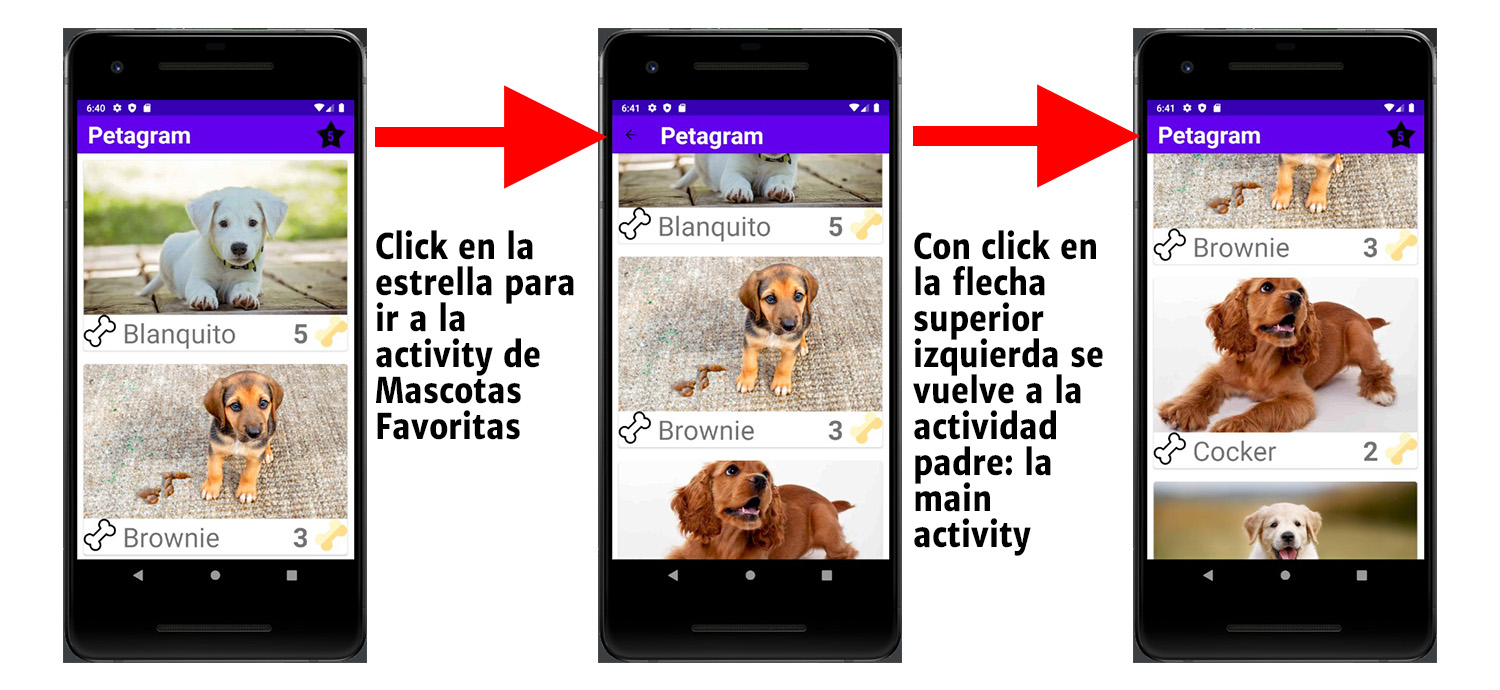 6:40
Petagram
5
Blanquito 5
Brownie 3
Click en la
estrella para
ir a la
activity de
Mascotas
Favoritas
6:41
Petagram
Blanquito 5
Brownie 3
Con click en
la flecha
superior
izquierda se
vuelve a la
actividad
padre: la
main
activity
6:41
Petagram
5
Brownie 3
Cocker 2